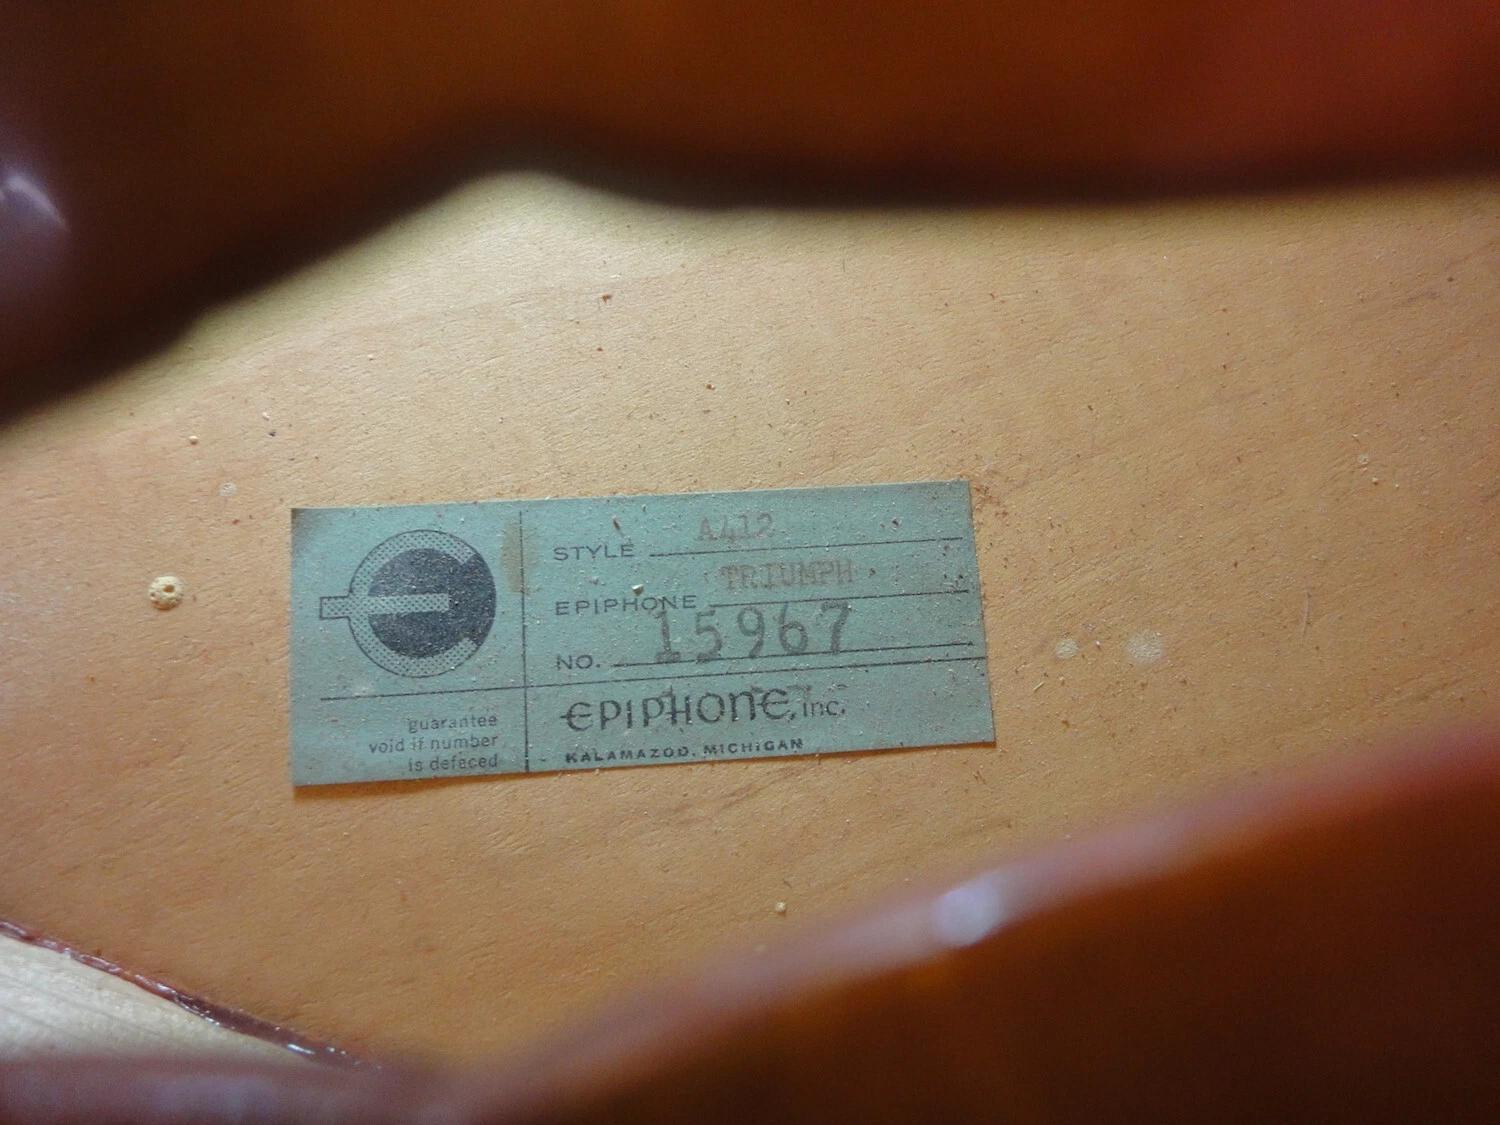 STYLE A412
EPIPHONE TRIUMPH
NO. 15967
EPIPHONE, inc.
KALAMAZOO, MICHIGAN
guarantee
void if number
is defaced